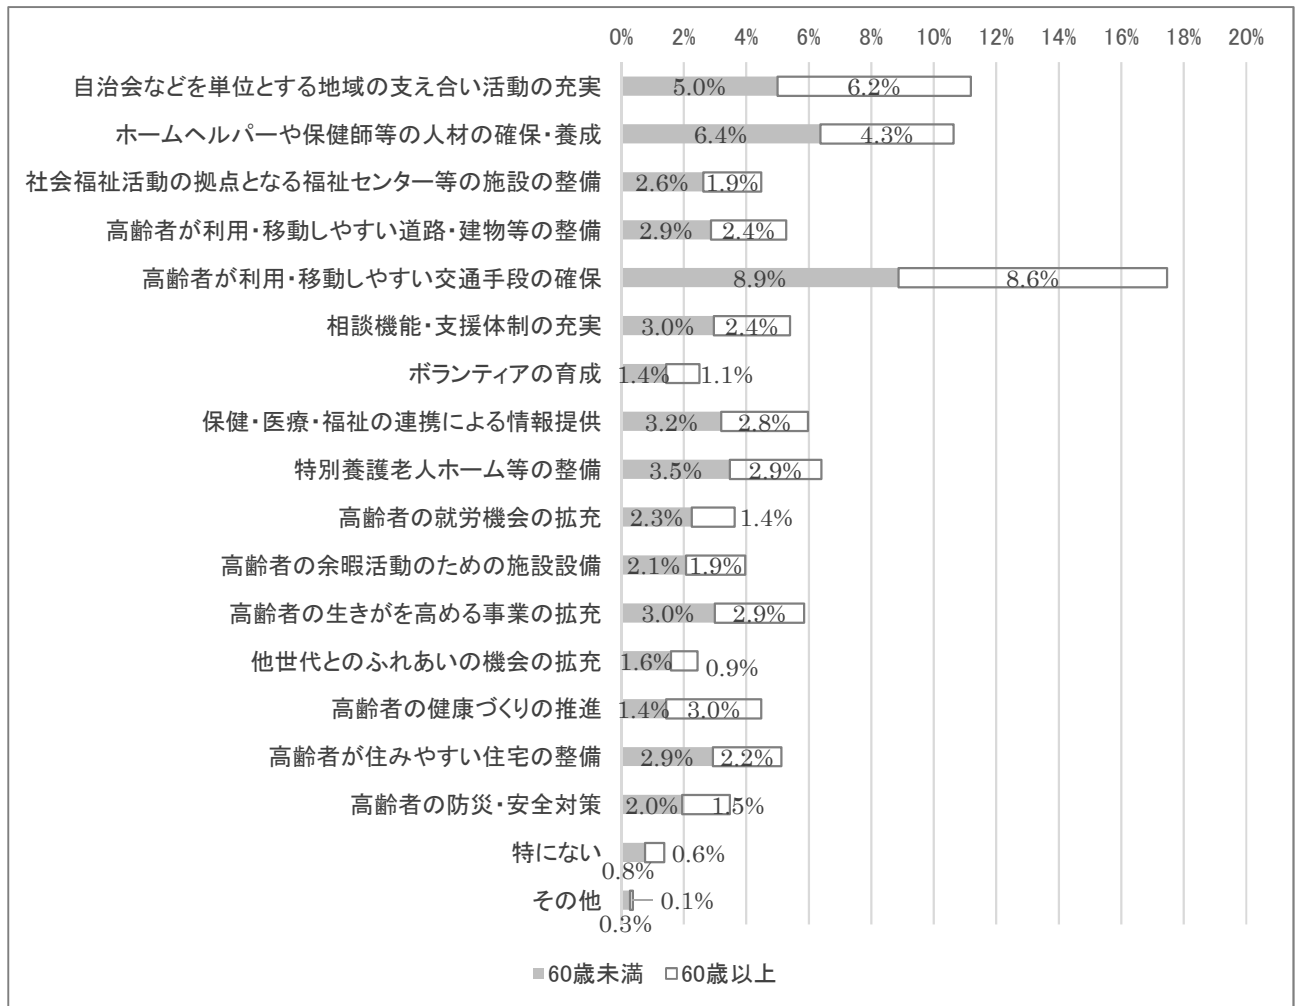 0% 2% 4% 6% 8% 10% 12% 14% 16% 18% 20%
自治会などを単位とする地域の支え合い活動の充実 5.0% 6.2%
ホームヘルパーや保健師等の人材の確保・養成 6.4% 4.3%
社会福祉活動の拠点となる福祉センター等の施設の整備 2.6% 1.9%
高齢者が利用・移動しやすい道路・建物等の整備 2.9% 2.4%
高齢者が利用・移動しやすい交通手段の確保 8.9% 8.6%
相談機能・支援体制の充実 3.0% 2.4%
ボランティアの育成 1.4% 1.1%
保健・医療・福祉の連携による情報提供 3.2% 2.8%
特別養護老人ホーム等の整備 3.5% 2.9%
高齢者の就労機会の拡充 2.3% 1.4%
高齢者の余暇活動のための施設設備 2.1% 1.9%
高齢者の生きがを高める事業の拡充 3.0% 2.9%
他世代とのふれあいの機会の拡充 1.6% 0.9%
高齢者の健康づくりの推進 1.4% 3.0%
高齢者が住みやすい住宅の整備 2.9% 2.2%
高齢者の防災・安全対策 2.0% 1.5%
特にない 0.8% 0.6%
その他 0.3% 0.1%
60歳未満 60歳以上